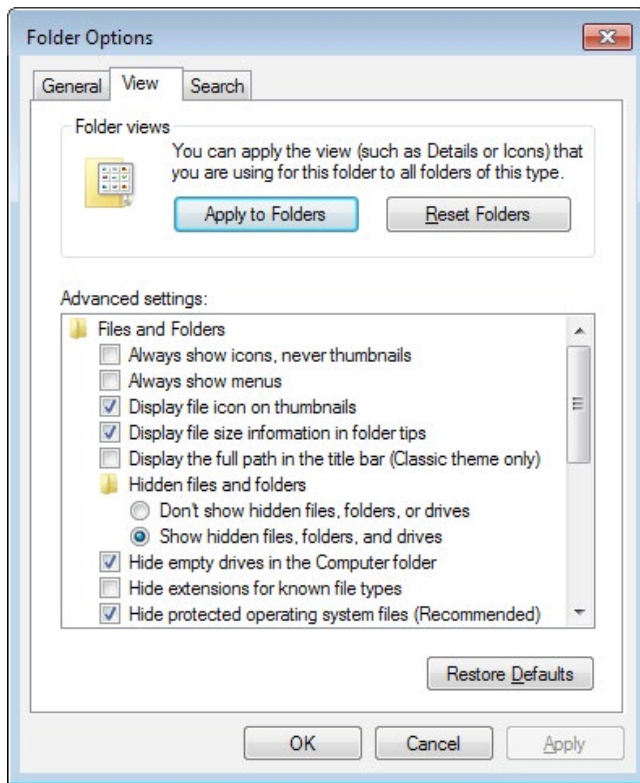 Folder Options
General View Search
Folder views
You can apply the view (such as Details or Icons) that
you are using for this folder to all folders of this type.
Apply to Folders Reset Folders
Advanced settings:
Files and Folders
Always show icons, never thumbnails
Always show menus
Display file icon on thumbnails
Display file size information in folder tips
Display the full path in the title bar (Classic theme only)
Hidden files and folders
Don't show hidden files, folders, or drives
Show hidden files, folders, and drives
Hide empty drives in the Computer folder
Hide extensions for known file types
Hide protected operating system files (Recommended)
Restore Defaults
OK Cancel Apply